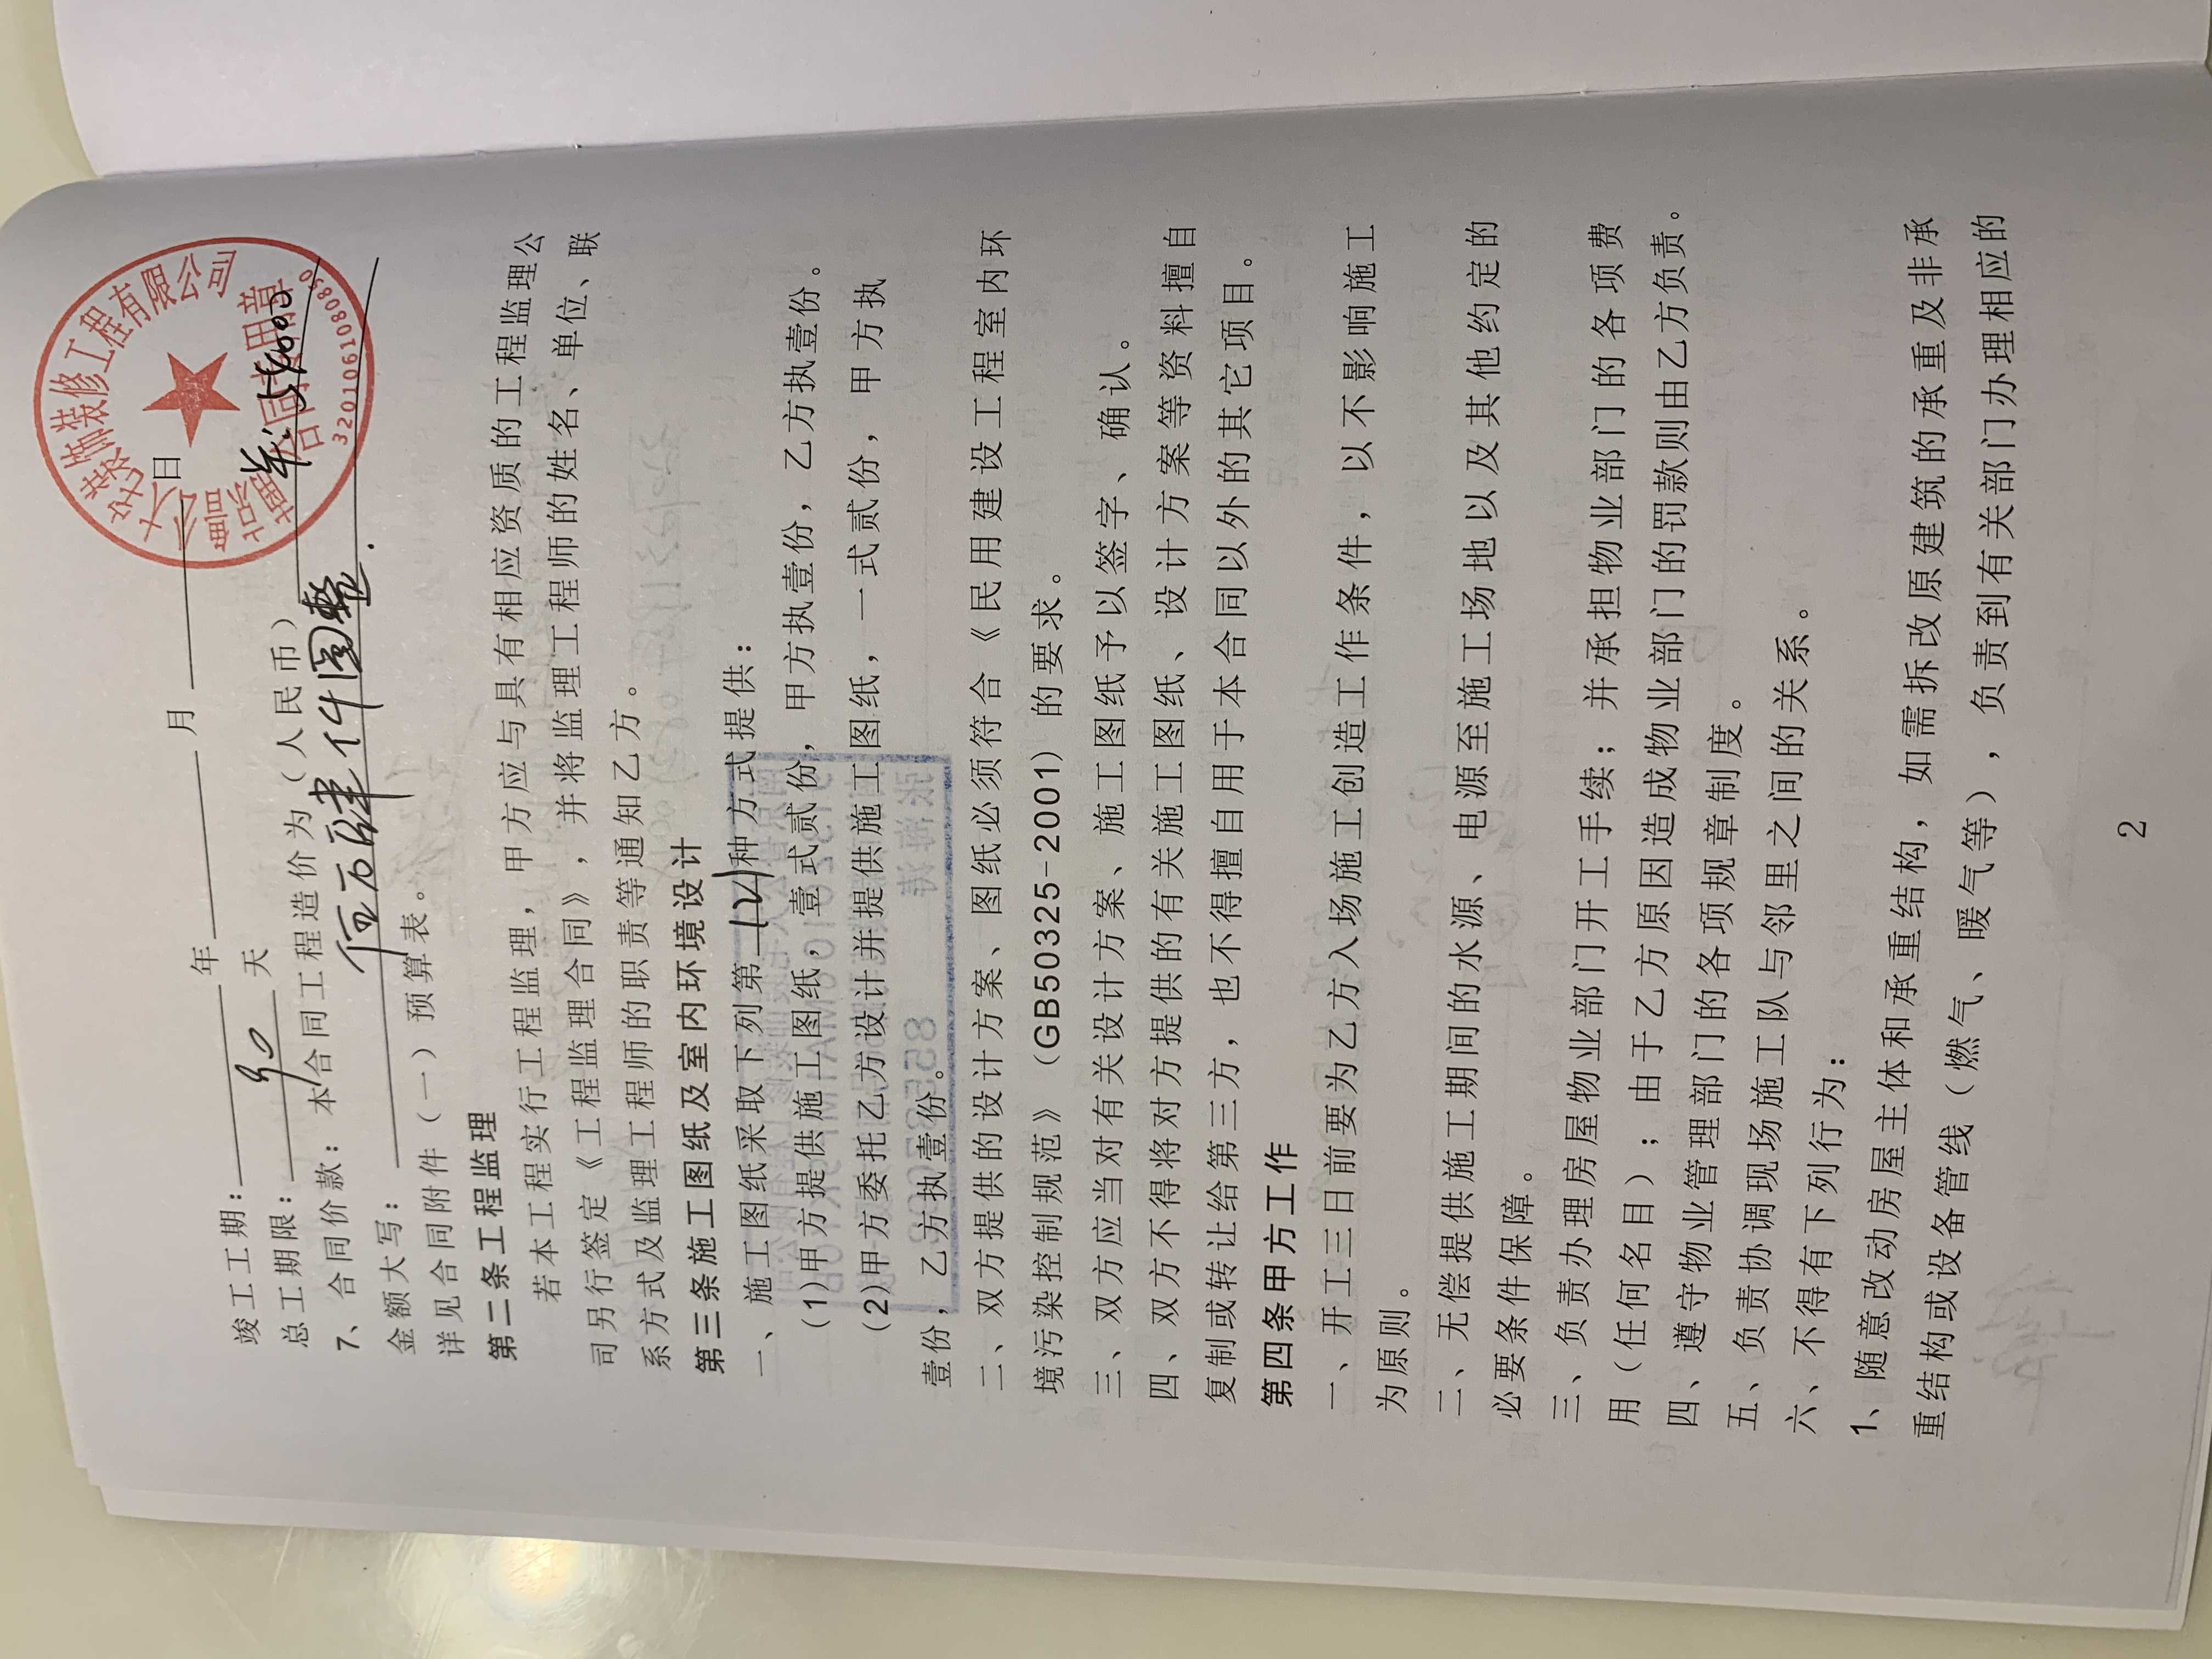 竣工工期：年月日
总工期限：90天
7、合同价款：本合同工程造价为（人民币）
金额大写：伍万肆仟圆整.
详见合同附件（一）预算表。
第二条工程监理
若本工程实行工程监理，甲方应与具有相应资质的工程监理公
司另行签定《工程监理合同》，并将监理工程师的姓名、单位、联
系方式及监理工程师的职责等通知乙方。
第三条施工图纸及室内环境设计
一、施工图纸采取下列第(2)种方式提供：
(1)甲方提供施工图纸，壹式贰份，甲方执壹份，乙方执壹份。
(2)甲方委托乙方设计并提供施工图纸，一式贰份，甲方执
壹份，乙方执壹份。
二、双方提供的设计方案、图纸必须符合《民用建设工程室内环
境污染控制规范》（GB50325-2001）的要求。
三、双方应当对有关设计方案、施工图纸予以签字、确认。
四、双方不得将对方提供的有关施工图纸、设计方案等资料擅自
复制或转让给第三方，也不得擅自用于本合同以外的其它项目。
第四条甲方工作
一、开工三日前要为乙方入场施工创造工作条件，以不影响施工
为原则。
二、无偿提供施工期间的水源、电源至施工场地以及其他约定的
必要条件保障。
三、负责办理房屋物业部门开工手续；并承担物业部门的各项费
用（任何名目）；由于乙方原因造成物业部门的罚款则由乙方负责。
四、遵守物业管理部门的各项规章制度。
五、负责协调现场施工队与邻里之间的关系。
六、不得有下列行为：
1、随意改动房屋主体和承重结构，如需拆改原建筑的承重及非承
重结构或设备管线（燃气、暖气等），负责到有关部门办理相应的
2
装饰装修工程有限公司
合同专用章
3201061080850